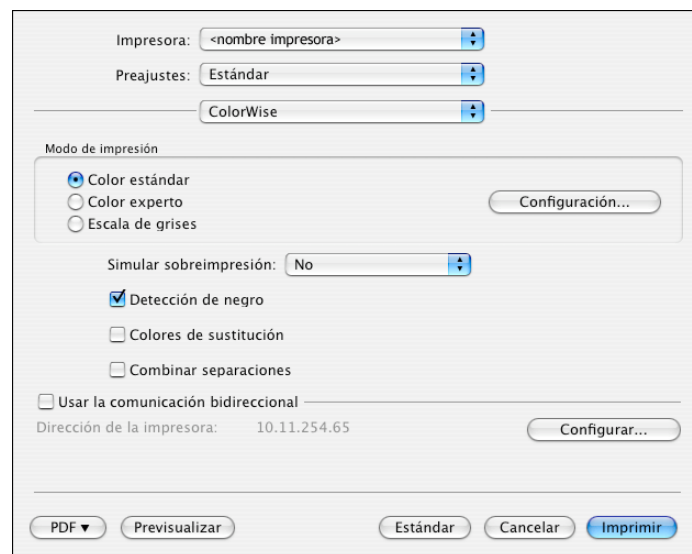 Impresora: <nombre impresora>
Preajustes: Estándar
ColorWise
Modo de impresión
Color estándar
Color experto
Configuración...
Escala de grises
Simular sobreimpresión: No
Detección de negro
Colores de sustitución
Combinar separaciones
Usar la comunicación bidireccional
Dirección de la impresora: 10.11.254.65
Configurar...
PDF ▼ Previsualizar Estándar Cancelar Imprimir